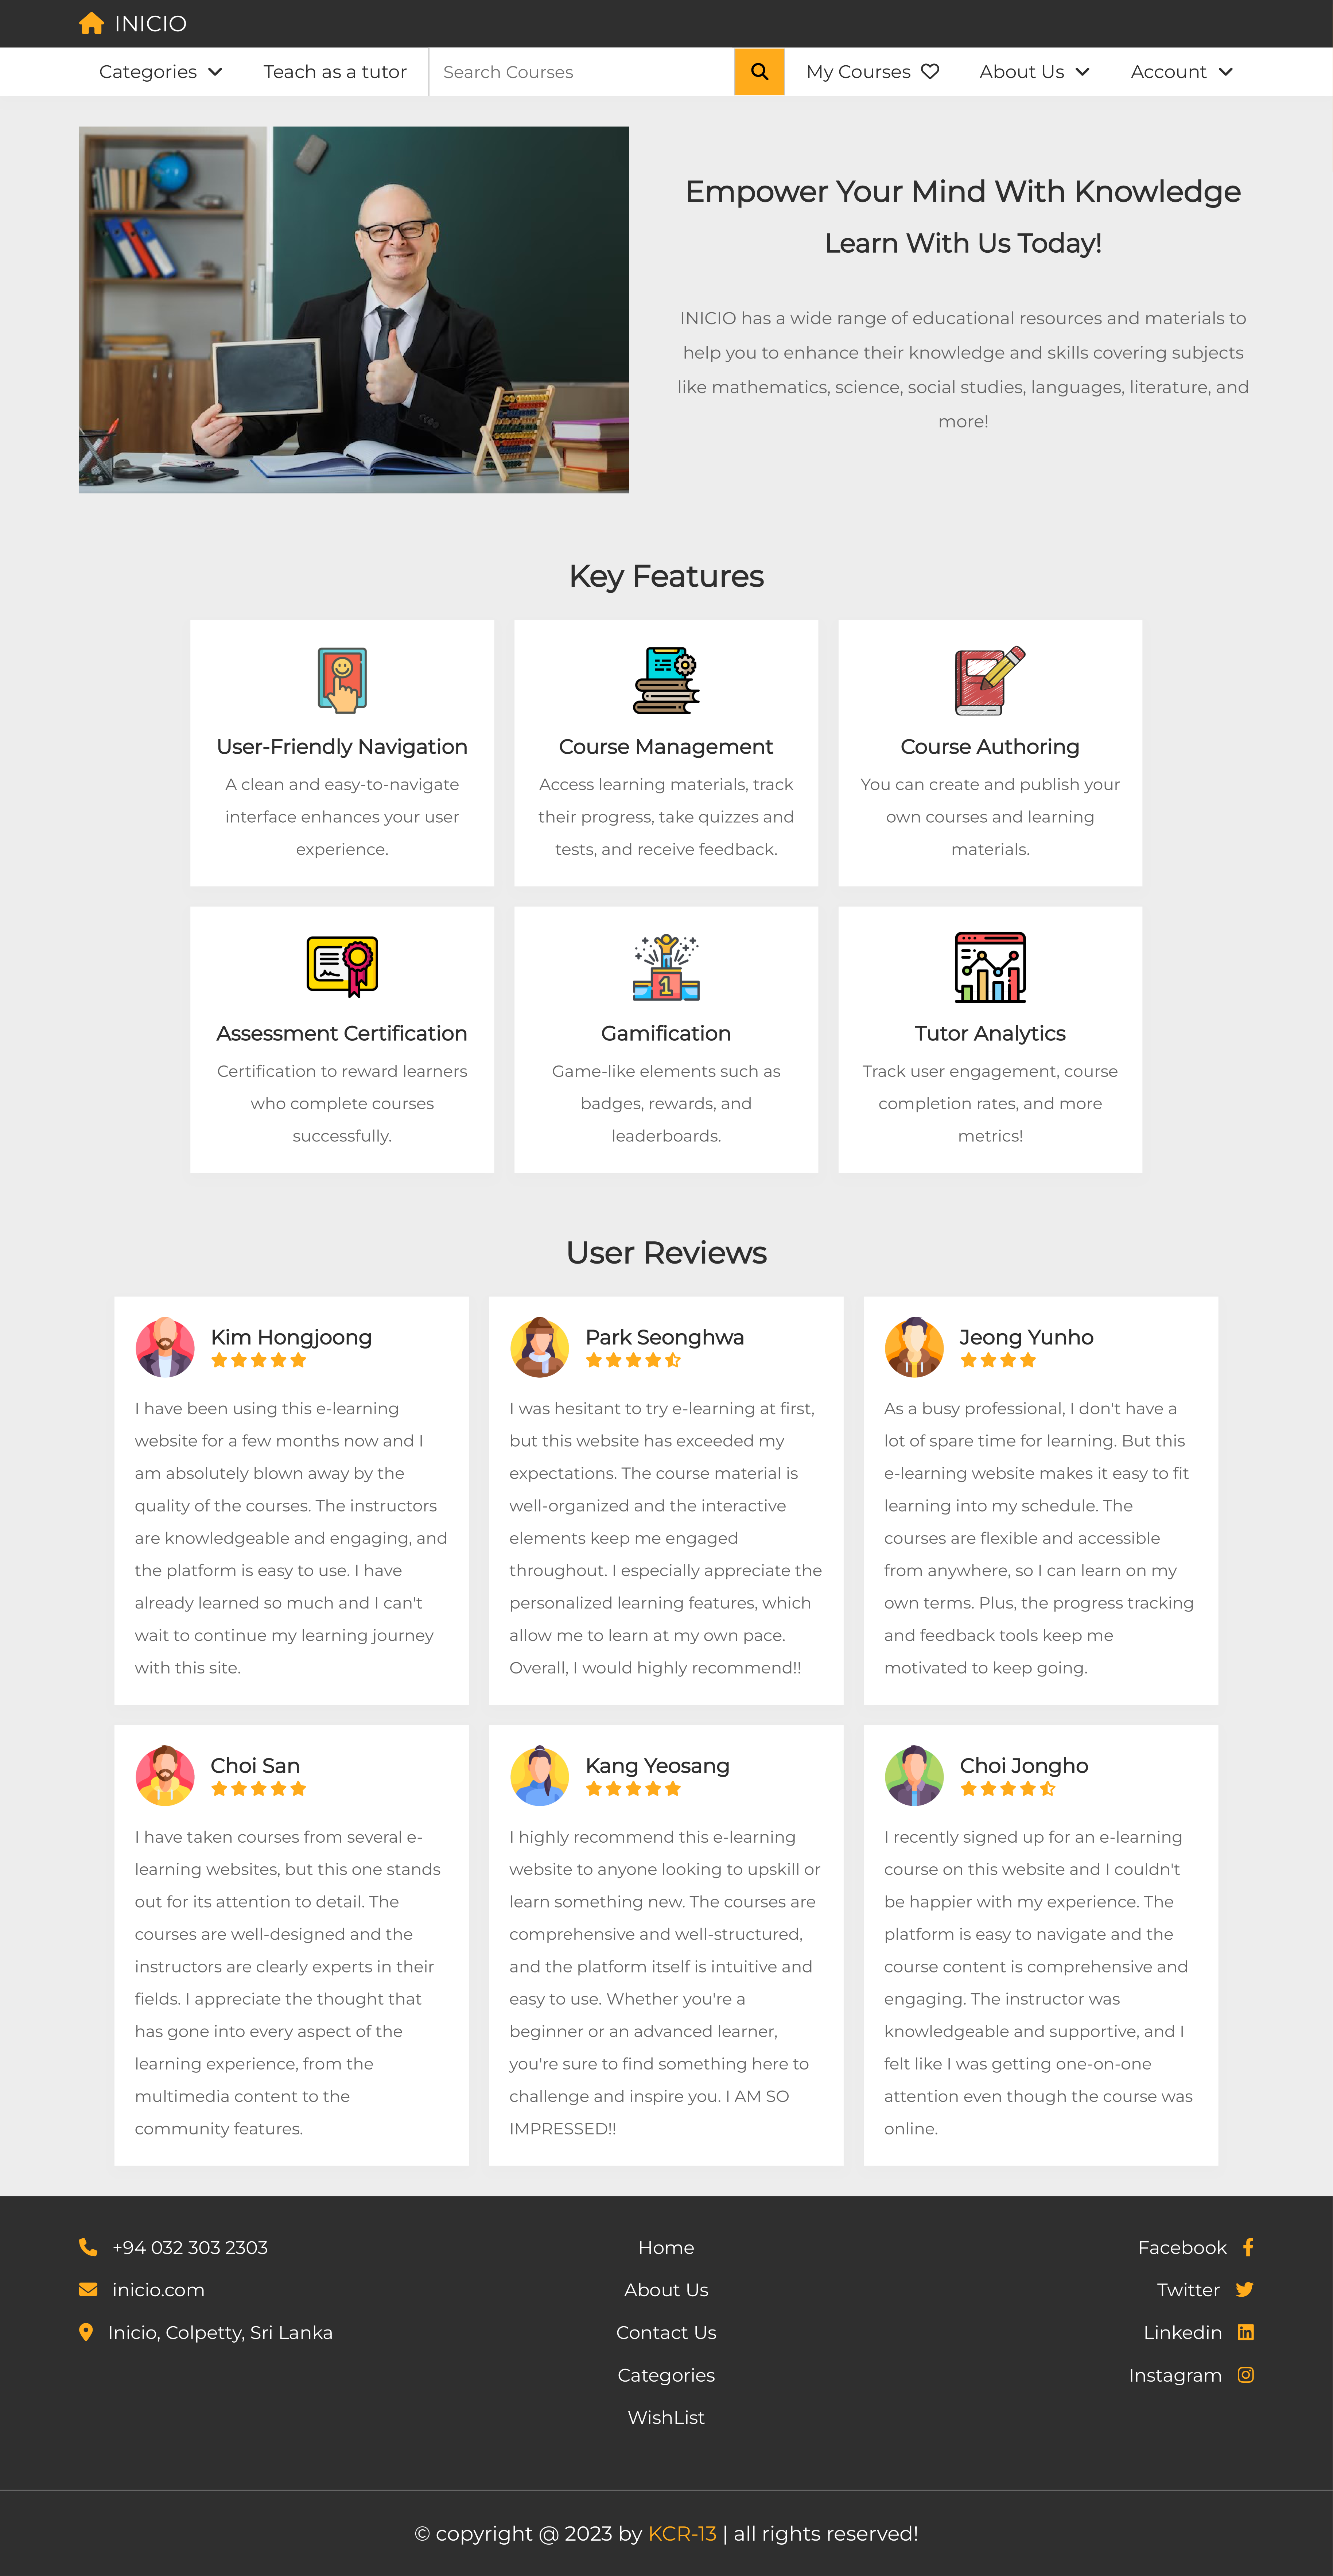 INICIO
Categories
Teach as a tutor
Search Courses
My Courses
About Us
Account
Empower Your Mind With Knowledge
Learn With Us Today!
INICIO has a wide range of educational resources and materials to
help you to enhance their knowledge and skills covering subjects
like mathematics, science, social studies, languages, literature, and
more!
Key Features
User-Friendly Navigation
A clean and easy-to-navigate
interface enhances your user
experience.
Course Management
Access learning materials, track
their progress, take quizzes and
tests, and receive feedback.
Course Authoring
You can create and publish your
own courses and learning
materials.
Assessment Certification
Certification to reward learners
who complete courses
successfully.
1
Gamification
Game-like elements such as
badges, rewards, and
leaderboards.
Tutor Analytics
Track user engagement, course
completion rates, and more
metrics!
User Reviews
Kim Hongjoong
I have been using this e-learning
website for a few months now and I
am absolutely blown away by the
quality of the courses. The instructors
are knowledgeable and engaging, and
the platform is easy to use. I have
already learned so much and I can't
wait to continue my learning journey
with this site.
Park Seonghwa
I was hesitant to try e-learning at first,
but this website has exceeded my
expectations. The course material is
well-organized and the interactive
elements keep me engaged
throughout. I especially appreciate the
personalized learning features, which
allow me to learn at my own pace.
Overall, I would highly recommend!!
Jeong Yunho
As a busy professional, I don't have a
lot of spare time for learning. But this
e-learning website makes it easy to fit
learning into my schedule. The
courses are flexible and accessible
from anywhere, so I can learn on my
own terms. Plus, the progress tracking
and feedback tools keep me
motivated to keep going.
Choi San
I have taken courses from several e-
learning websites, but this one stands
out for its attention to detail. The
courses are well-designed and the
instructors are clearly experts in their
fields. I appreciate the thought that
has gone into every aspect of the
learning experience, from the
multimedia content to the
community features.
Kang Yeosang
I highly recommend this e-learning
website to anyone looking to upskill or
learn something new. The courses are
comprehensive and well-structured,
and the platform itself is intuitive and
easy to use. Whether you're a
beginner or an advanced learner,
you're sure to find something here to
challenge and inspire you. I AM SO
IMPRESSED!!
Choi Jongho
I recently signed up for an e-learning
course on this website and I couldn't
be happier with my experience. The
platform is easy to navigate and the
course content is comprehensive and
engaging. The instructor was
knowledgeable and supportive, and I
felt like I was getting one-on-one
attention even though the course was
online.
+94 032 303 2303
inicio.com
Inicio, Colpetty, Sri Lanka
Home
About Us
Contact Us
Categories
WishList
Facebook
Twitter
Linkedin
Instagram
© copyright @ 2023 by KCR-13 | all rights reserved!